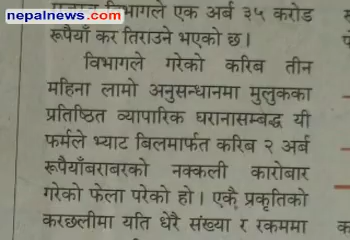 nepalnews.com
विभागले एक अर्ब ३५ करोड
रूपैयाँ कर तिराउने भएको छ ।
विभागले गरेको करिब तीन
महिना लामो अनुसन्धानमा मुलुकका
प्रतिष्ठित व्यापारिक घरानासम्बद्ध यी
फर्मले भ्याट बिलमार्फत करिब २ अर्ब
रूपैयाँबराबरको नक्कली कारोबार
गरेको फेला परेको हो । एकै प्रकृतिको
करछलीमा यति धेरै संख्या र रकममा